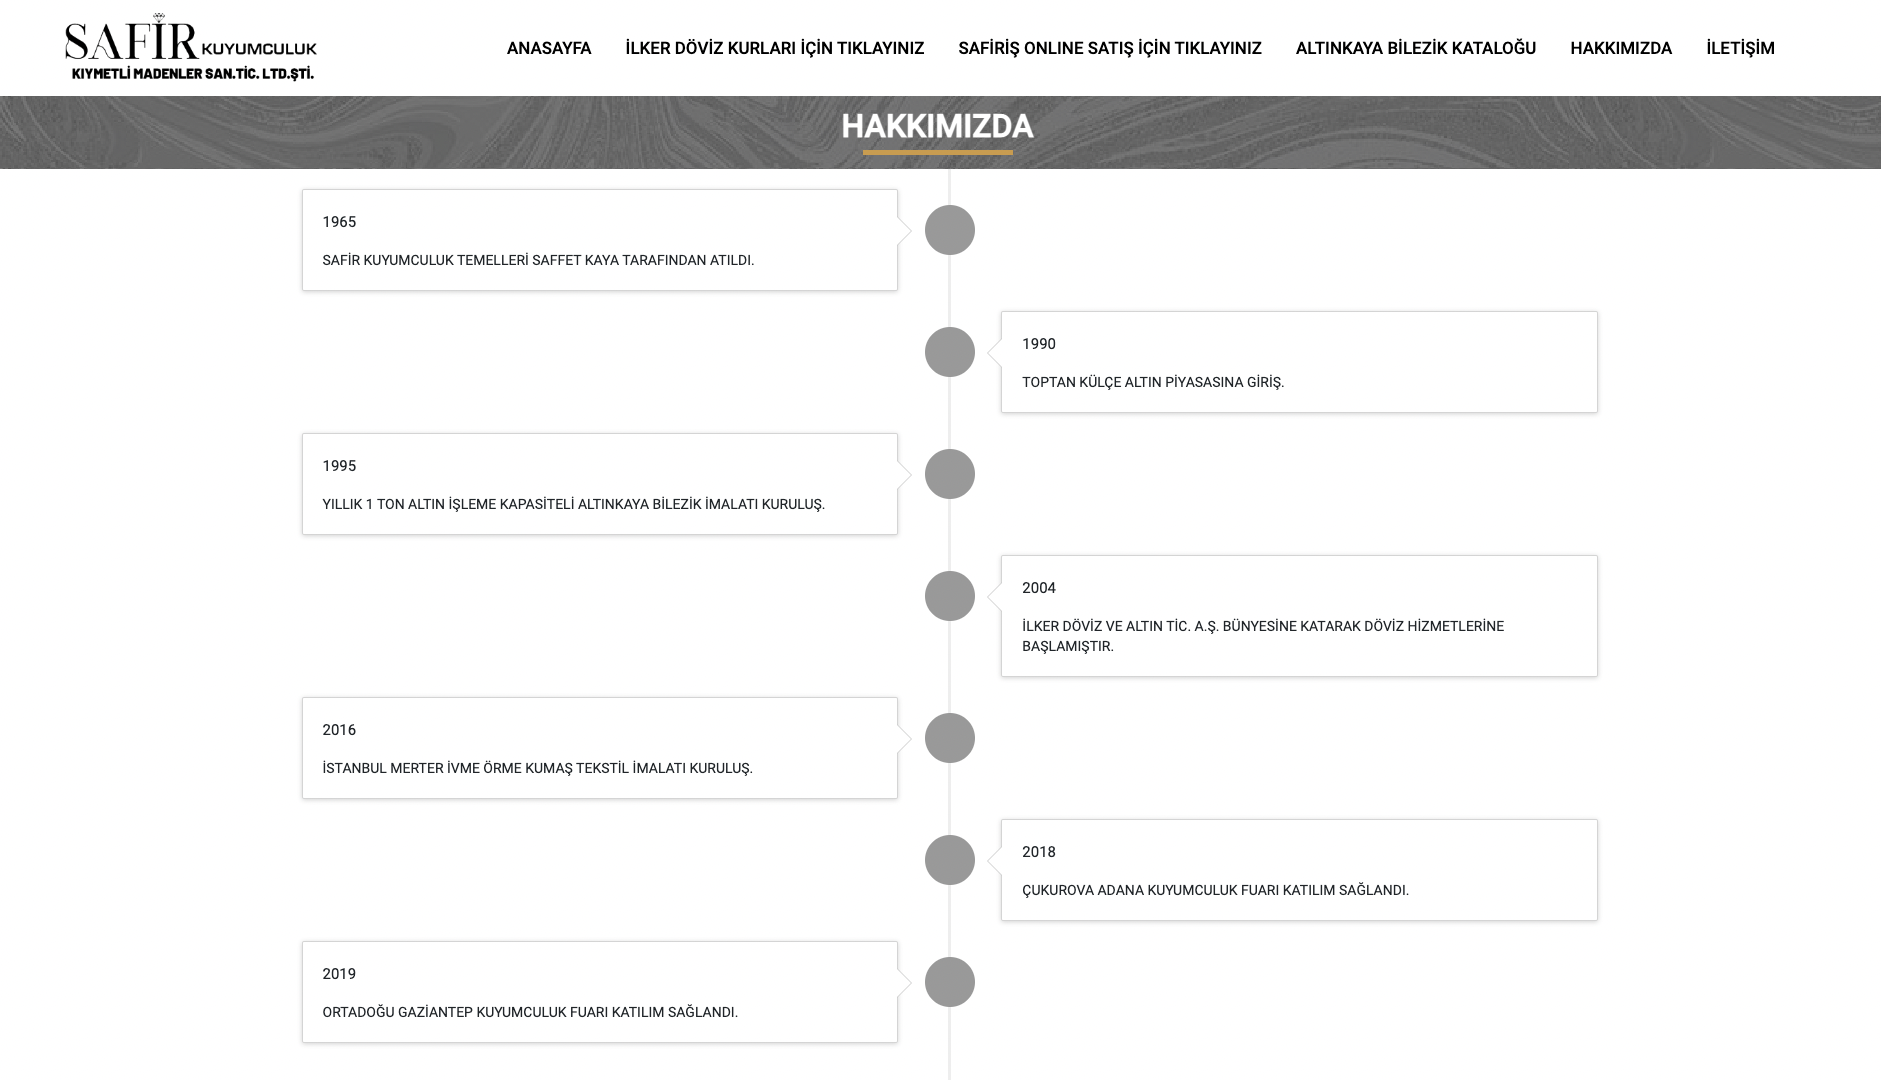 SAFİR KUYUMCULUK
KIYMETLİ MADENLER SAN.TİC. LTD.ŞTİ.
ANASAYFA
İLKER DÖVİZ KURLARI İÇİN TIKLAYINIZ
SAFİRİŞ ONLINE SATIŞ İÇİN TIKLAYINIZ
ALTINKAYA BİLEZİK KATALOĞU
HAKKIMIZDA
İLETİŞİM
HAKKIMIZDA
1965
SAFİR KUYUMCULUK TEMELLERİ SAFFET KAYA TARAFINDAN ATILDI.
1990
TOPTAN KÜLÇE ALTIN PİYASASINA GİRİŞ.
1995
YILLIK 1 TON ALTIN İŞLEME KAPASİTELİ ALTINKAYA BİLEZİK İMALATI KURULUŞ.
2004
İLKER DÖVİZ VE ALTIN TİC. A.Ş. BÜNYESİNE KATARAK DÖVİZ HİZMETLERİNE
BAŞLAMIŞTIR.
2016
İSTANBUL MERTER İVME ÖRME KUMAŞ TEKSTİL İMALATI KURULUŞ.
2018
ÇUKUROVA ADANA KUYUMCULUK FUARI KATILIM SAĞLANDI.
2019
ORTADOĞU GAZİANTEP KUYUMCULUK FUARI KATILIM SAĞLANDI.